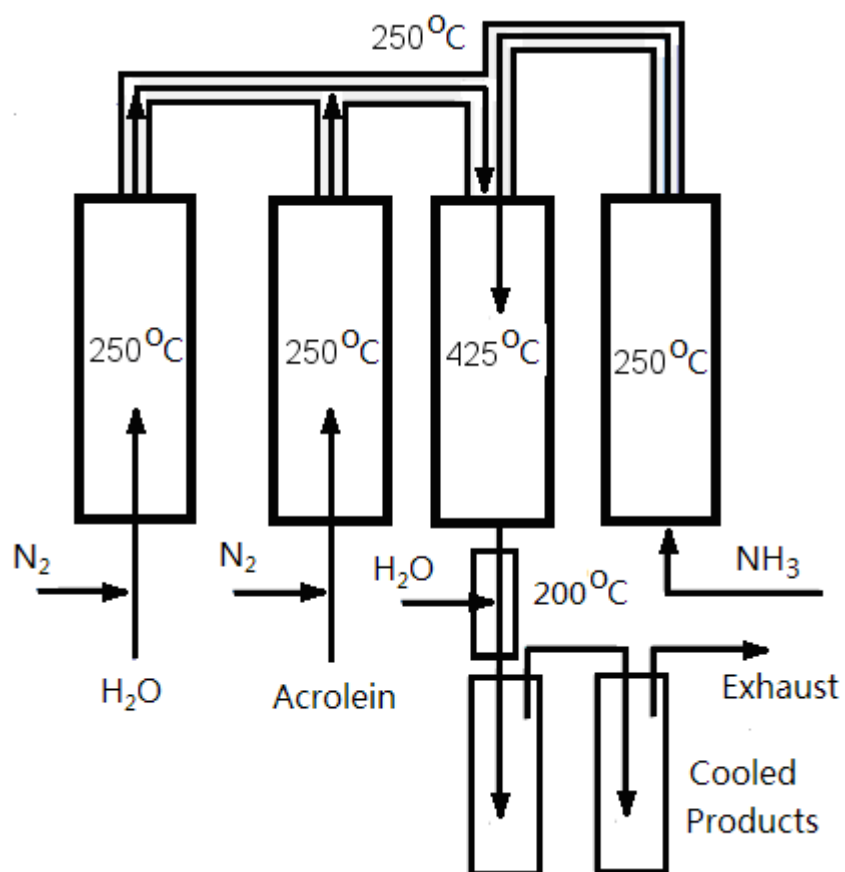 250°C
250°C
250°C
425°C
250°C
N₂
N₂
H₂O
200°C
NH₃
H₂O
Acrolein
Exhaust
Cooled
Products